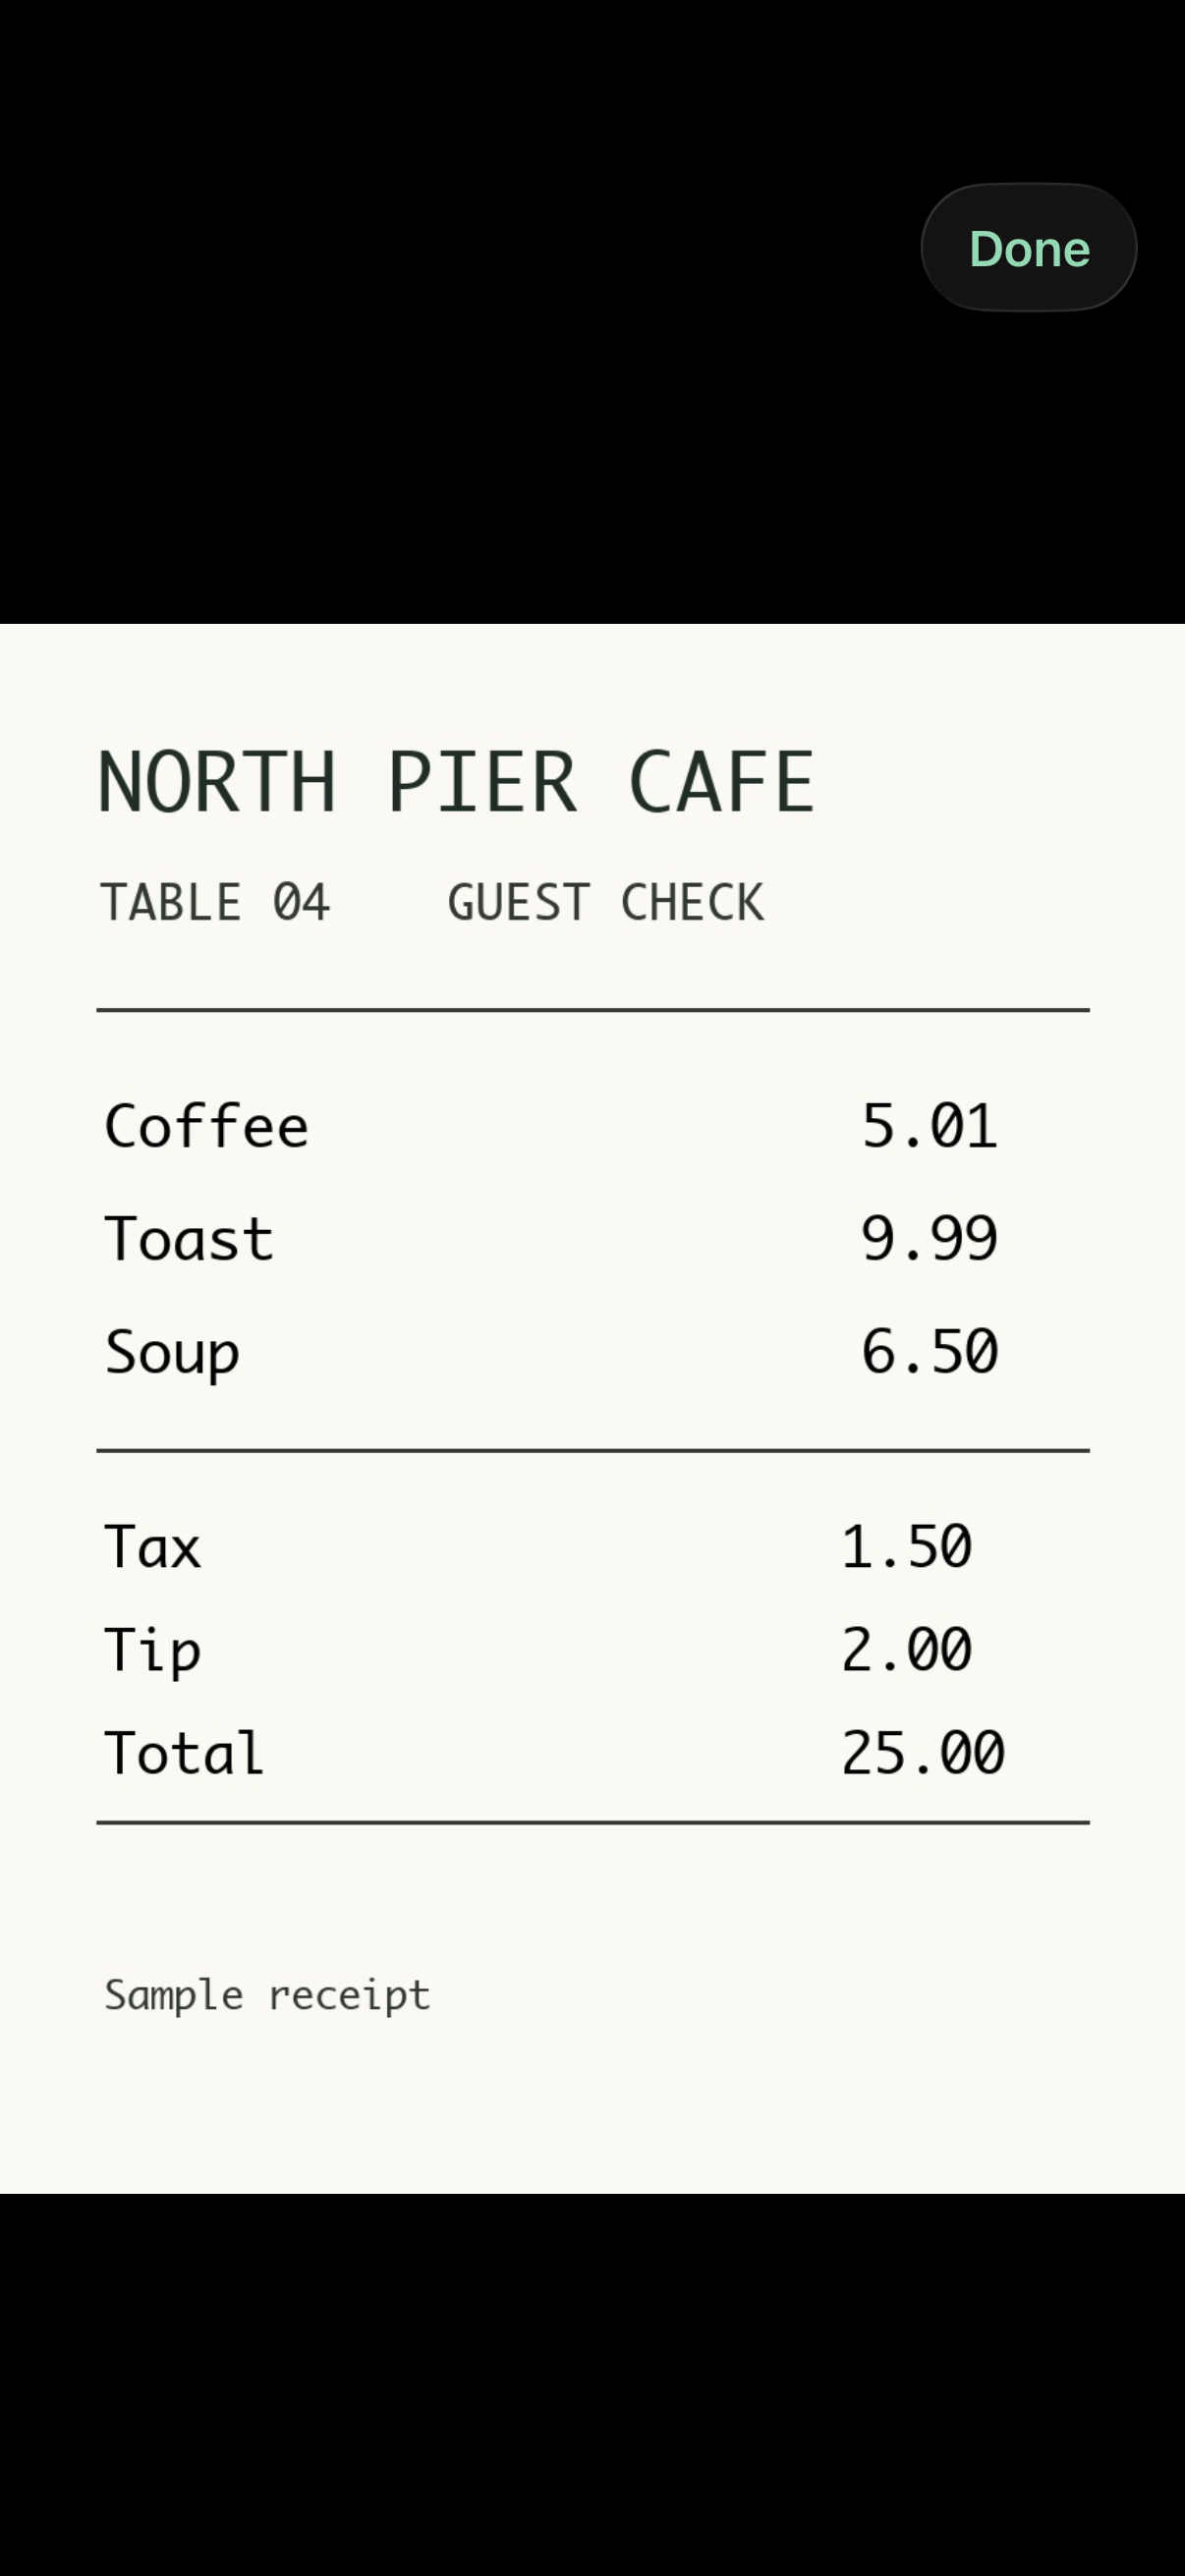 Done
NORTH PIER CAFE
TABLE 04 GUEST CHECK
Coffee 5.01
Toast 9.99
Soup 6.50
Tax 1.50
Tip 2.00
Total 25.00
Sample receipt